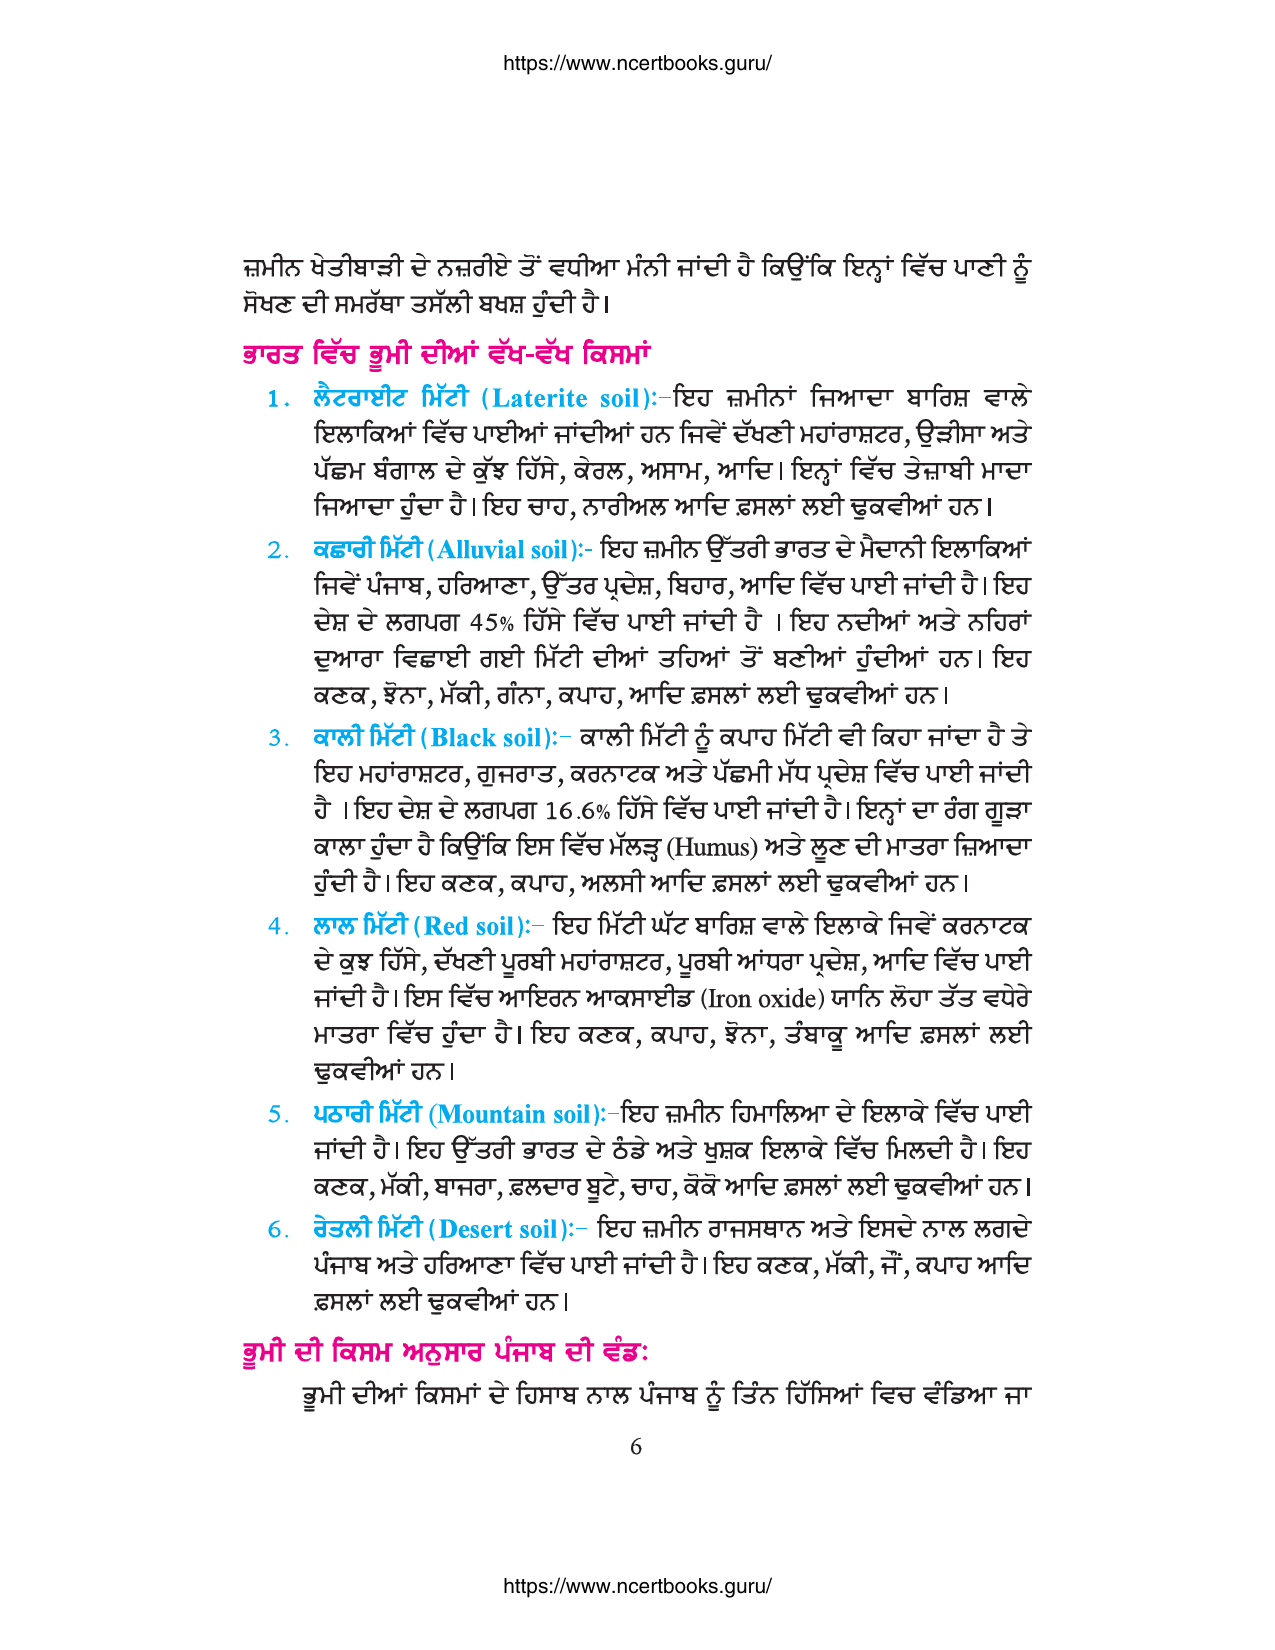 https://www.ncertbooks.guru/
ਜ਼ਮੀਨ ਖੇਤੀਬਾੜੀ ਦੇ ਨਜ਼ਰੀਏ ਤੋਂ ਵਧੀਆ ਮੰਨੀ ਜਾਂਦੀ ਹੈ ਕਿਉਂਕਿ ਇਨ੍ਹਾਂ ਵਿੱਚ ਪਾਣੀ ਨੂੰ
ਸੋਖਣ ਦੀ ਸਮਰੱਥਾ ਤਸੱਲੀ ਬਖਸ਼ ਹੁੰਦੀ ਹੈ।
ਭਾਰਤ ਵਿੱਚ ਭੂਮੀ ਦੀਆਂ ਵੱਖ-ਵੱਖ ਕਿਸਮਾਂ
1. ਲੈਟਰਾਈਟ ਮਿੱਟੀ (Laterite soil):-ਇਹ ਜ਼ਮੀਨਾਂ ਜਿਆਦਾ ਬਾਰਿਸ਼ ਵਾਲੇ
ਇਲਾਕਿਆਂ ਵਿੱਚ ਪਾਈਆਂ ਜਾਂਦੀਆਂ ਹਨ ਜਿਵੇਂ ਦੱਖਣੀ ਮਹਾਂਰਾਸ਼ਟਰ, ਉੜੀਸਾ ਅਤੇ
ਪੱਛਮ ਬੰਗਾਲ ਦੇ ਕੁੱਝ ਹਿੱਸੇ, ਕੇਰਲ, ਅਸਾਮ, ਆਦਿ। ਇਨ੍ਹਾਂ ਵਿੱਚ ਤੇਜ਼ਾਬੀ ਮਾਦਾ
ਜਿਆਦਾ ਹੁੰਦਾ ਹੈ। ਇਹ ਚਾਹ, ਨਾਰੀਅਲ ਆਦਿ ਫ਼ਸਲਾਂ ਲਈ ਢੁਕਵੀਆਂ ਹਨ।
2. ਕਛਾਰੀ ਮਿੱਟੀ (Alluvial soil):- ਇਹ ਜ਼ਮੀਨ ਉੱਤਰੀ ਭਾਰਤ ਦੇ ਮੈਦਾਨੀ ਇਲਾਕਿਆਂ
ਜਿਵੇਂ ਪੰਜਾਬ, ਹਰਿਆਣਾ, ਉੱਤਰ ਪ੍ਰਦੇਸ਼, ਬਿਹਾਰ, ਆਦਿ ਵਿੱਚ ਪਾਈ ਜਾਂਦੀ ਹੈ। ਇਹ
ਦੇਸ਼ ਦੇ ਲਗਪਗ 45% ਹਿੱਸੇ ਵਿੱਚ ਪਾਈ ਜਾਂਦੀ ਹੈ । ਇਹ ਨਦੀਆਂ ਅਤੇ ਨਹਿਰਾਂ
ਦੁਆਰਾ ਵਿਛਾਈ ਗਈ ਮਿੱਟੀ ਦੀਆਂ ਤਹਿਆਂ ਤੋਂ ਬਣੀਆਂ ਹੁੰਦੀਆਂ ਹਨ। ਇਹ
ਕਣਕ, ਝੋਨਾ, ਮੱਕੀ, ਗੰਨਾ, ਕਪਾਹ, ਆਦਿ ਫ਼ਸਲਾਂ ਲਈ ਢੁਕਵੀਆਂ ਹਨ।
3. ਕਾਲੀ ਮਿੱਟੀ (Black soil):- ਕਾਲੀ ਮਿੱਟੀ ਨੂੰ ਕਪਾਹ ਮਿੱਟੀ ਵੀ ਕਿਹਾ ਜਾਂਦਾ ਹੈ ਤੇ
ਇਹ ਮਹਾਂਰਾਸ਼ਟਰ, ਗੁਜਰਾਤ, ਕਰਨਾਟਕ ਅਤੇ ਪੱਛਮੀ ਮੱਧ ਪ੍ਰਦੇਸ਼ ਵਿੱਚ ਪਾਈ ਜਾਂਦੀ
ਹੈ । ਇਹ ਦੇਸ਼ ਦੇ ਲਗਪਗ 16.6% ਹਿੱਸੇ ਵਿੱਚ ਪਾਈ ਜਾਂਦੀ ਹੈ। ਇਨ੍ਹਾਂ ਦਾ ਰੰਗ ਗੂੜਾ
ਕਾਲਾ ਹੁੰਦਾ ਹੈ ਕਿਉਂਕਿ ਇਸ ਵਿੱਚ ਮੱਲੜ੍ਹ (Humus) ਅਤੇ ਲੂਣ ਦੀ ਮਾਤਰਾ ਜ਼ਿਆਦਾ
ਹੁੰਦੀ ਹੈ। ਇਹ ਕਣਕ, ਕਪਾਹ, ਅਲਸੀ ਆਦਿ ਫ਼ਸਲਾਂ ਲਈ ਢੁਕਵੀਆਂ ਹਨ।
4. ਲਾਲ ਮਿੱਟੀ (Red soil):- ਇਹ ਮਿੱਟੀ ਘੱਟ ਬਾਰਿਸ਼ ਵਾਲੇ ਇਲਾਕੇ ਜਿਵੇਂ ਕਰਨਾਟਕ
ਦੇ ਕੁਝ ਹਿੱਸੇ, ਦੱਖਣੀ ਪੂਰਬੀ ਮਹਾਂਰਾਸ਼ਟਰ, ਪੂਰਬੀ ਆਂਧਰਾ ਪ੍ਰਦੇਸ਼, ਆਦਿ ਵਿੱਚ ਪਾਈ
ਜਾਂਦੀ ਹੈ। ਇਸ ਵਿੱਚ ਆਇਰਨ ਆਕਸਾਈਡ (Iron oxide) ਯਾਨਿ ਲੋਹਾ ਤੱਤ ਵਧੇਰੇ
ਮਾਤਰਾ ਵਿੱਚ ਹੁੰਦਾ ਹੈ। ਇਹ ਕਣਕ, ਕਪਾਹ, ਝੋਨਾ, ਤੰਬਾਕੂ ਆਦਿ ਫ਼ਸਲਾਂ ਲਈ
ਢੁਕਵੀਆਂ ਹਨ।
5. ਪਠਾਰੀ ਮਿੱਟੀ (Mountain soil):-ਇਹ ਜ਼ਮੀਨ ਹਿਮਾਲਿਆ ਦੇ ਇਲਾਕੇ ਵਿੱਚ ਪਾਈ
ਜਾਂਦੀ ਹੈ। ਇਹ ਉੱਤਰੀ ਭਾਰਤ ਦੇ ਠੰਡੇ ਅਤੇ ਖੁਸ਼ਕ ਇਲਾਕੇ ਵਿੱਚ ਮਿਲਦੀ ਹੈ। ਇਹ
ਕਣਕ, ਮੱਕੀ, ਬਾਜਰਾ, ਫ਼ਲਦਾਰ ਬੂਟੇ, ਚਾਹ, ਕੋਕੋ ਆਦਿ ਫ਼ਸਲਾਂ ਲਈ ਢੁਕਵੀਆਂ ਹਨ।
6. ਰੇਤਲੀ ਮਿੱਟੀ (Desert soil):- ਇਹ ਜ਼ਮੀਨ ਰਾਜਸਥਾਨ ਅਤੇ ਇਸਦੇ ਨਾਲ ਲਗਦੇ
ਪੰਜਾਬ ਅਤੇ ਹਰਿਆਣਾ ਵਿੱਚ ਪਾਈ ਜਾਂਦੀ ਹੈ। ਇਹ ਕਣਕ, ਮੱਕੀ, ਜੌਂ, ਕਪਾਹ ਆਦਿ
ਫ਼ਸਲਾਂ ਲਈ ਢੁਕਵੀਆਂ ਹਨ।
ਭੂਮੀ ਦੀ ਕਿਸਮ ਅਨੁਸਾਰ ਪੰਜਾਬ ਦੀ ਵੰਡ:
ਭੂਮੀ ਦੀਆਂ ਕਿਸਮਾਂ ਦੇ ਹਿਸਾਬ ਨਾਲ ਪੰਜਾਬ ਨੂੰ ਤਿੰਨ ਹਿੱਸਿਆਂ ਵਿਚ ਵੰਡਿਆ ਜਾ
6
https://www.ncertbooks.guru/